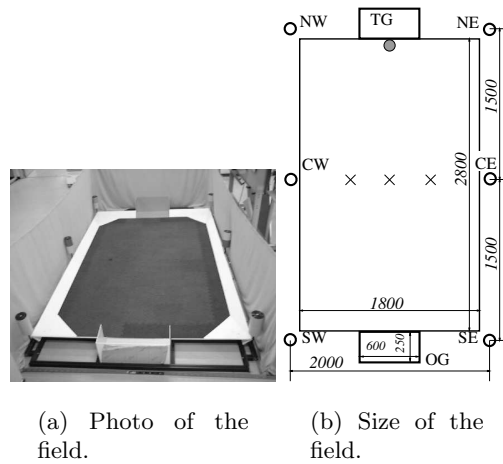 NW
TG
NE
1500
CW
2800
CE
1500
1800
SW
600
250
SE
OG
2000
(a) Photo of the
field.
(b) Size of the
field.